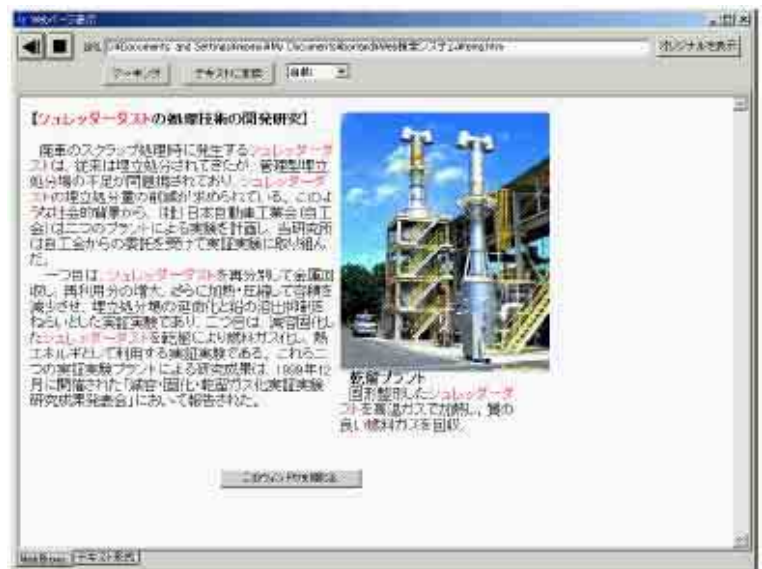 Webページ表示
URL
オリジナルを表示
マーキング
テキストに変換
自動
【シュレッダーダストの処理技術の開発研究】
廃車のスクラップ処理時に発生するシュレッダーダ
ストは、従来は埋立処分されてきたが、管理型埋立
処分場の不足が問題視されており、シュレッダーダ
ストの埋立処分量の削減が求められている。このよ
うな社会的背景から、(社)日本自動車工業会(自工
会)は二つのプラントによる実験を計画し、当研究所
は自工会からの委託を受けて実証実験に取り組ん
だ。
一つ目は、シュレッダーダストを再分別して金属回
収し、再利用分の増大、さらに加熱・圧縮して容積を
減少させ、埋立処分場の延命化と鉛の溶出抑制を
ねらいとした実証実験であり、二つ目は、減容固化し
たシュレッダーダストを乾留により燃料ガス化し、熱
エネルギとして利用する実証実験である。これら二
つの実証実験プラントによる研究成果は、1999年12
月に開催された「減容・固化・乾留ガス化実証実験
研究成果発表会」において報告された。
乾留プラント
固形整形したシュレッダーダ
ストを高温ガスで加熱し、質の
良い燃料ガスを回収。
このウィンドウを閉じる
テキスト形式